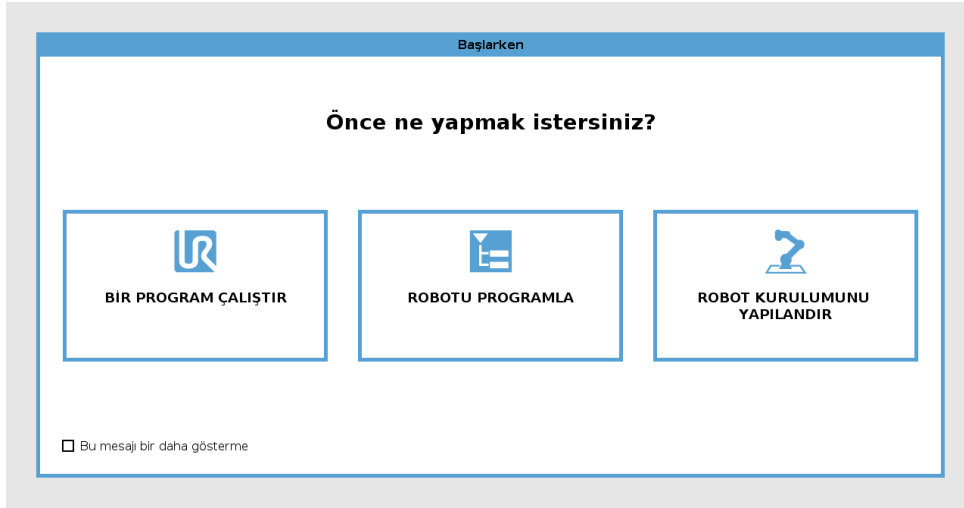 Başlarken
Önce ne yapmak istersiniz?
BİR PROGRAM ÇALIŞTIR
ROBOTU PROGRAMLA
ROBOT KURULUMUNU
YAPILANDIR
Bu mesajı bir daha gösterme